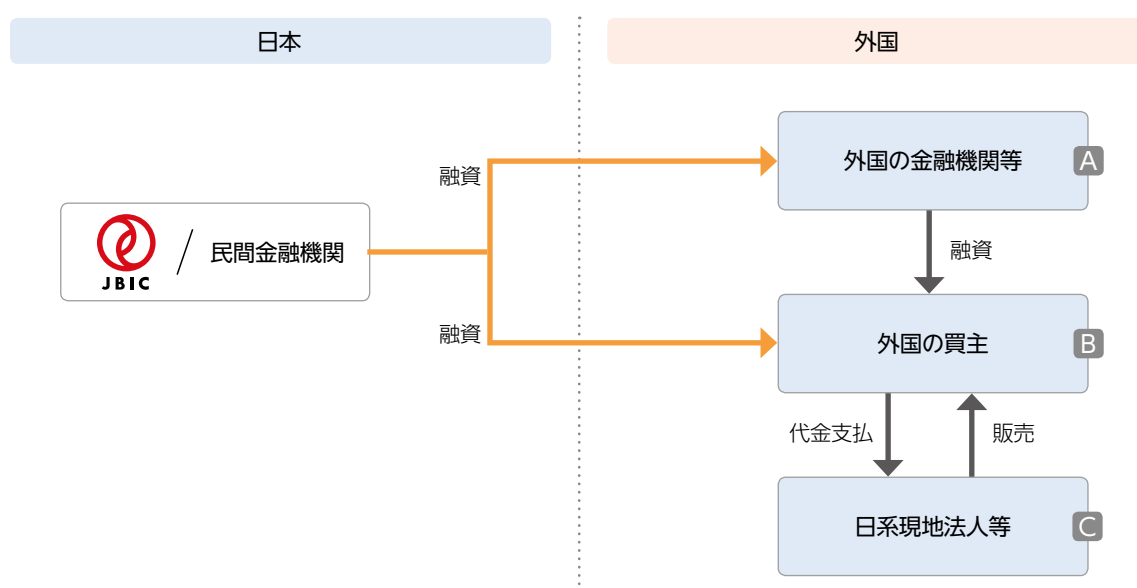 日本
外国
外国の金融機関等
A
融資
JBIC
/
民間金融機関
融資
融資
外国の買主
B
代金支払
販売
日系現地法人等
C